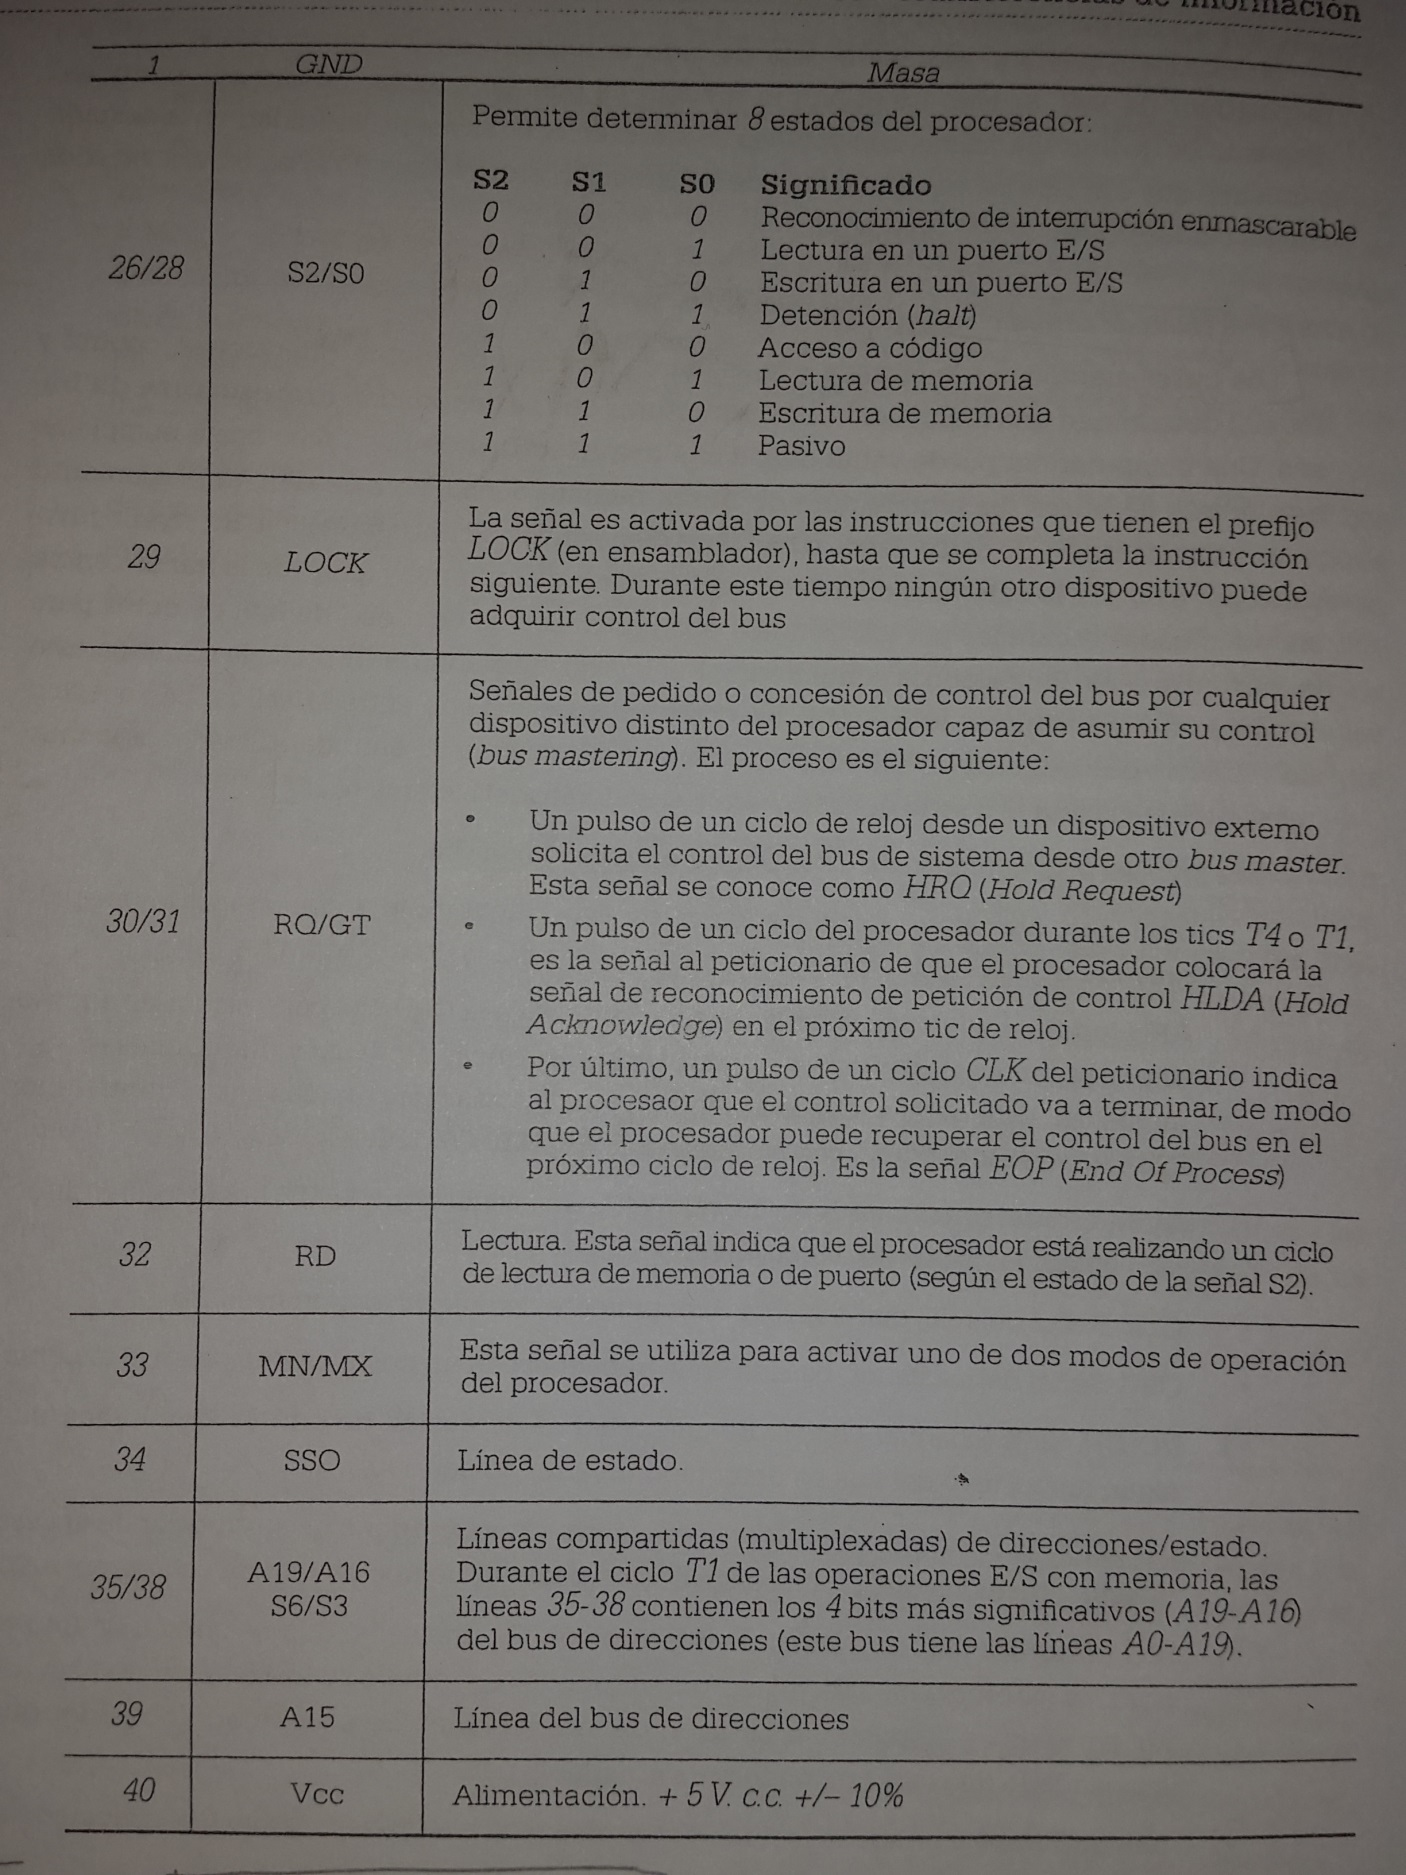 información
1 GND Masa
Permite determinar 8 estados del procesador:
S2 S1 S0 Significado
0 0 0 Reconocimiento de interrupción enmascarable
0 0 1 Lectura en un puerto E/S
26/28 S2/S0
0 1 0 Escritura en un puerto E/S
0 1 1 Detención (halt)
1 0 0 Acceso a código
1 0 1 Lectura de memoria
1 1 0 Escritura de memoria
1 1 1 Pasivo
29 LOCK
La señal es activada por las instrucciones que tienen el prefijo
LOCK (en ensamblador), hasta que se completa la instrucción
siguiente. Durante este tiempo ningún otro dispositivo puede
adquirir control del bus
30/31 RQ/GT
Señales de pedido o concesión de control del bus por cualquier
dispositivo distinto del procesador capaz de asumir su control
(bus mastering). El proceso es el siguiente:
• Un pulso de un ciclo de reloj desde un dispositivo externo
solicita el control del bus de sistema desde otro bus master.
Esta señal se conoce como HRQ (Hold Request)
• Un pulso de un ciclo del procesador durante los tics T4 o T1,
es la señal al peticionario de que el procesador colocará la
señal de reconocimiento de petición de control HLDA (Hold
Acknowledge) en el próximo tic de reloj.
• Por último, un pulso de un ciclo CLK del peticionario indica
al procesaor que el control solicitado va a terminar, de modo
que el procesador puede recuperar el control del bus en el
próximo ciclo de reloj. Es la señal EOP (End Of Process)
32 RD
Lectura. Esta señal indica que el procesador está realizando un ciclo
de lectura de memoria o de puerto (según el estado de la señal S2).
33 MN/MX
Esta señal se utiliza para activar uno de dos modos de operación
del procesador.
34 SSO Línea de estado.
35/38 A19/A16
S6/S3
Líneas compartidas (multiplexadas) de direcciones/estado.
Durante el ciclo T1 de las operaciones E/S con memoria, las
líneas 35-38 contienen los 4 bits más significativos (A19-A16)
del bus de direcciones (este bus tiene las líneas A0-A19).
39 A15 Línea del bus de direcciones
40 Vcc Alimentación. + 5 V. c.c. +/– 10%